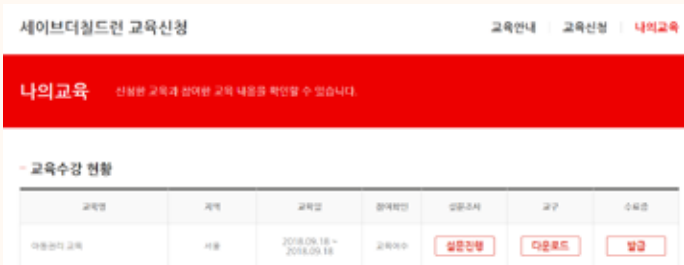 세이브더칠드런 교육신청
교육안내 교육신청 나의교육
나의교육 신청한 교육과 참여한 교육 내용을 확인할 수 있습니다.
- 교육수강 현황
교육명 지역 교육일 참여확인 설문조사 교구 수료증
아동권리 교육 서울 2018.09.18 ~ 2018.09.18 교육이수 설문진행 다운로드 발급